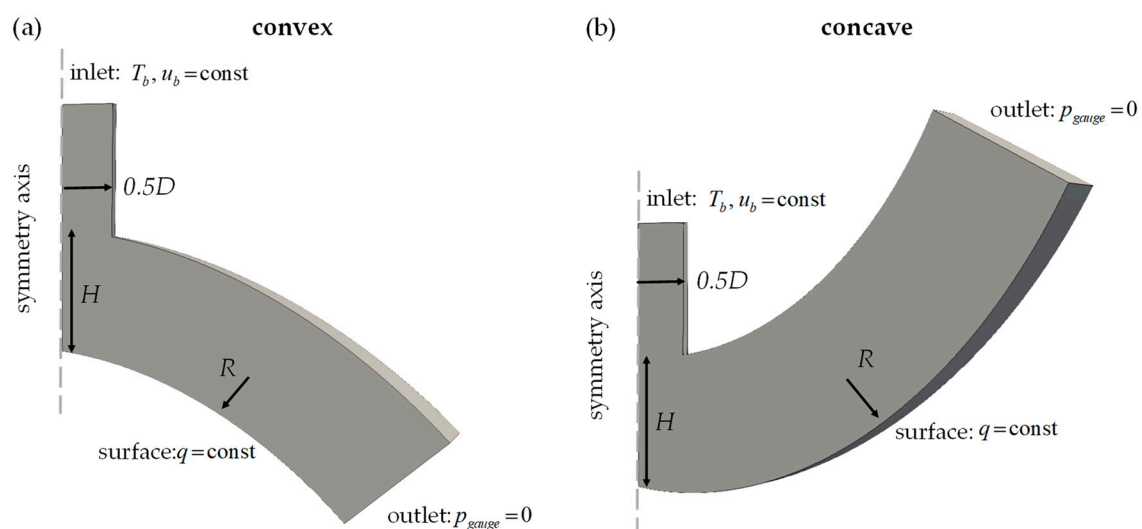 (a)
convex
inlet: T_b, u_b=const
symmetry axis
0.5D
H
R
surface:q=const
outlet: p_gauge=0
(b)
concave
outlet: p_gauge=0
inlet: T_b, u_b=const
symmetry axis
0.5D
H
R
surface: q=const